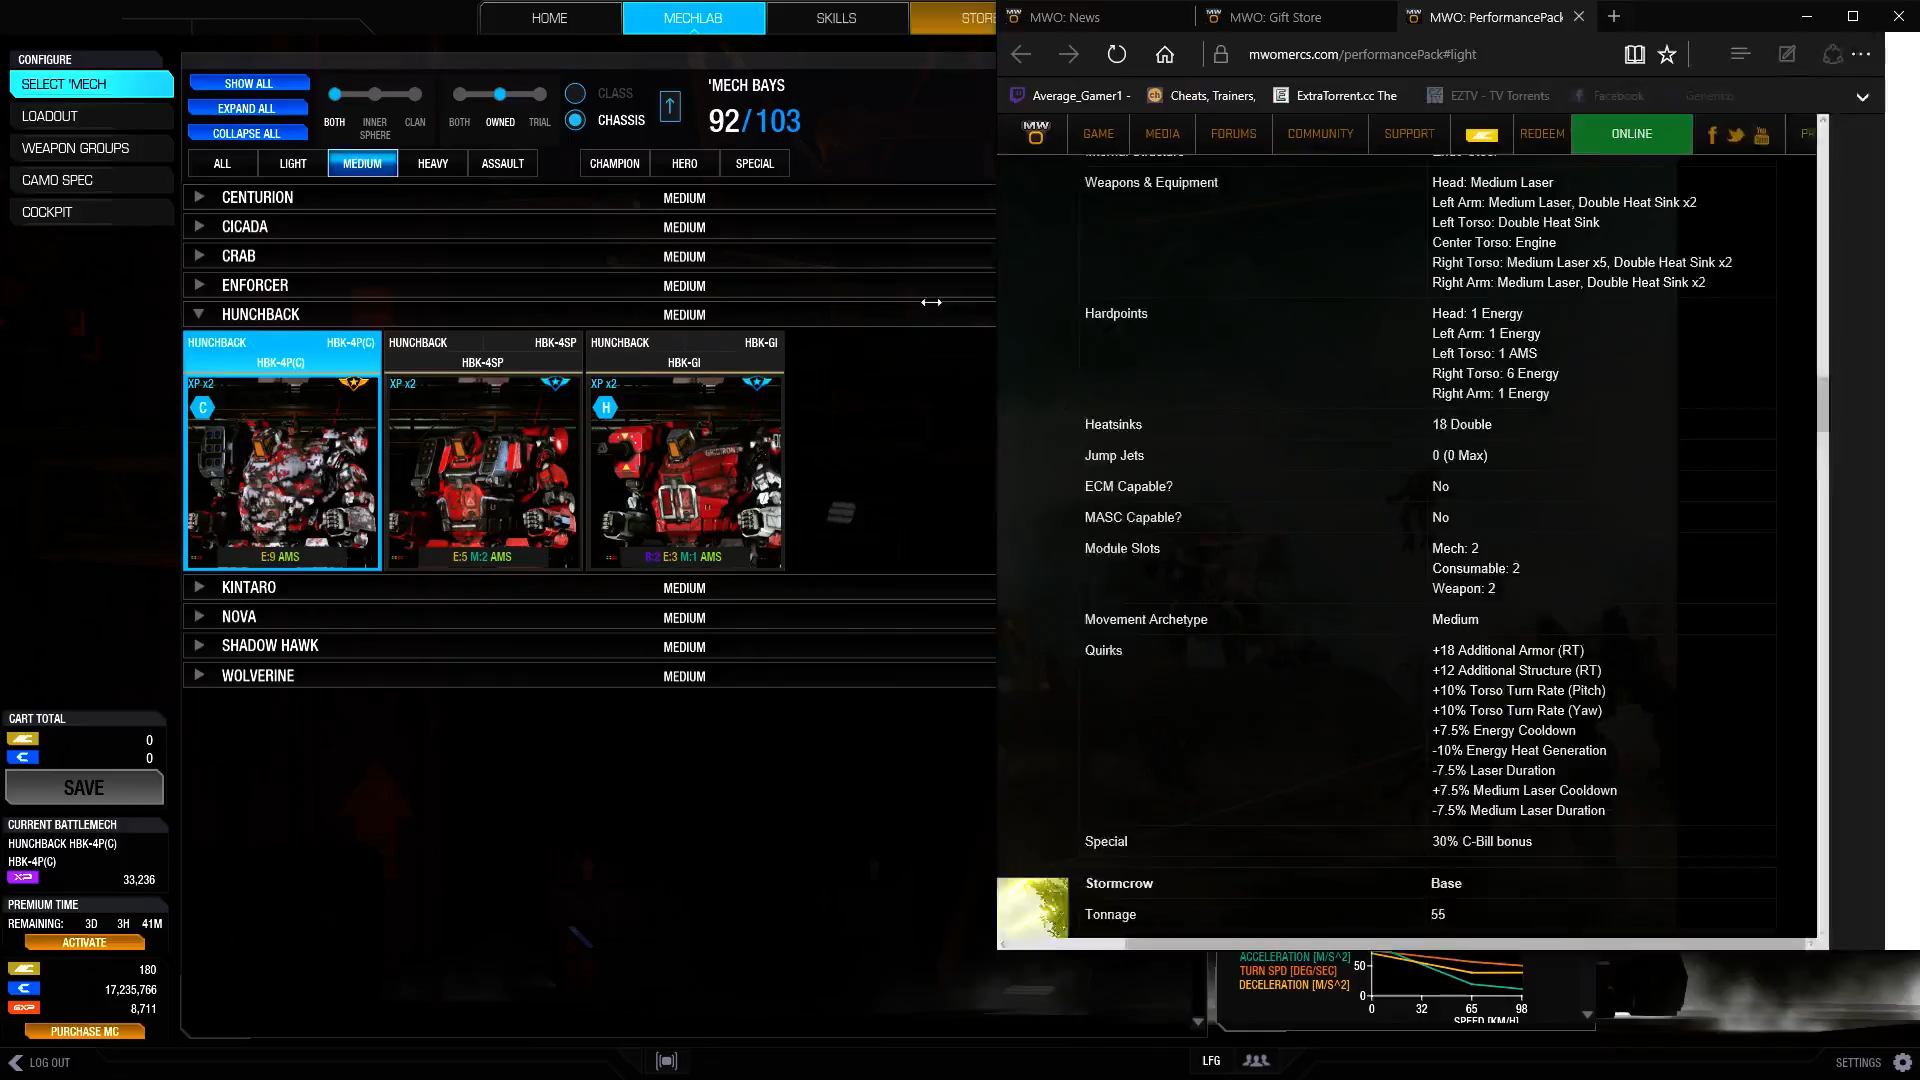 HOME
MECHLAB
SKILLS
STORE
CONFIGURE
SELECT 'MECH
LOADOUT
WEAPON GROUPS
CAMO SPEC
COCKPIT
SHOW ALL
EXPAND ALL
COLLAPSE ALL
BOTH
INNER SPHERE
CLAN
BOTH
OWNED
TRIAL
CLASS
CHASSIS
'MECH BAYS
92/103
ALL
LIGHT
MEDIUM
HEAVY
ASSAULT
CHAMPION
HERO
SPECIAL
CENTURION MEDIUM
CICADA MEDIUM
CRAB MEDIUM
ENFORCER MEDIUM
HUNCHBACK MEDIUM
HUNCHBACK HBK-4P(C)
HBK-4P(C)
XP x2
C
E:9 AMS
HUNCHBACK HBK-4SP
HBK-4SP
XP x2
E:5 M:2 AMS
HUNCHBACK HBK-GI
HBK-GI
XP x2
H
B:2 E:3 M:1 AMS
KINTARO MEDIUM
NOVA MEDIUM
SHADOW HAWK MEDIUM
WOLVERINE MEDIUM
CART TOTAL
0
0
SAVE
CURRENT BATTLEMECH
HUNCHBACK HBK-4P(C)
HBK-4P(C)
XP 33,236
PREMIUM TIME
REMAINING: 3D 3H 41M
ACTIVATE
180
17,235,766
GXP 8,711
PURCHASE MC
LOG OUT
LFG
SETTINGS
MWO: News
MWO: Gift Store
MWO: PerformancePack
mwomercs.com/performancePack#light
Average_Gamer1 -
Cheats, Trainers,
ExtraTorrent.cc The
EZTV - TV Torrents
Facebook
GAME
MEDIA
FORUMS
COMMUNITY
SUPPORT
REDEEM
ONLINE
Internal Structure Endo-Steel
Weapons & Equipment
Head: Medium Laser
Left Arm: Medium Laser, Double Heat Sink x2
Left Torso: Double Heat Sink
Center Torso: Engine
Right Torso: Medium Laser x5, Double Heat Sink x2
Right Arm: Medium Laser, Double Heat Sink x2
Hardpoints
Head: 1 Energy
Left Arm: 1 Energy
Left Torso: 1 AMS
Right Torso: 6 Energy
Right Arm: 1 Energy
Heatsinks 18 Double
Jump Jets 0 (0 Max)
ECM Capable? No
MASC Capable? No
Module Slots
Mech: 2
Consumable: 2
Weapon: 2
Movement Archetype Medium
Quirks
+18 Additional Armor (RT)
+12 Additional Structure (RT)
+10% Torso Turn Rate (Pitch)
+10% Torso Turn Rate (Yaw)
+7.5% Energy Cooldown
-10% Energy Heat Generation
-7.5% Laser Duration
+7.5% Medium Laser Cooldown
-7.5% Medium Laser Duration
Special 30% C-Bill bonus
Stormcrow Base
Tonnage 55
ACCELERATION [M/S^2]
TURN SPD [DEG/SEC]
DECELERATION [M/S^2]
50
0
0 32 65 98
SPEED [KM/H]